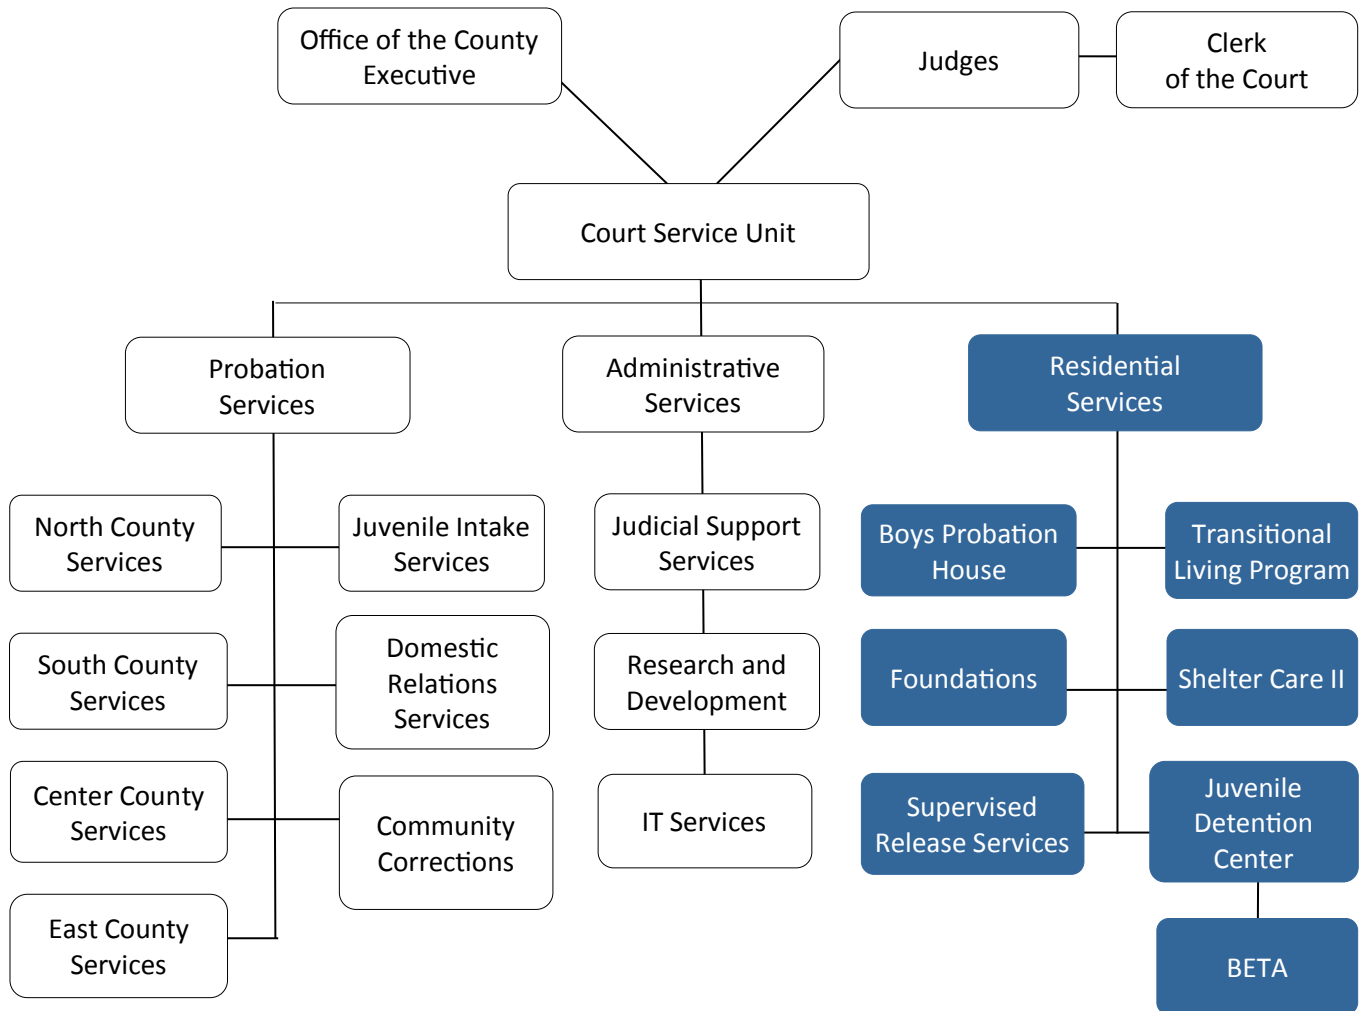 Office of the County
Executive
Judges
Clerk
of the Court
Court Service Unit
Probation
Services
Administrative
Services
Residential
Services
North County
Services
Juvenile Intake
Services
Judicial Support
Services
Boys Probation
House
Transitional
Living Program
South County
Services
Domestic
Relations
Services
Research and
Development
Foundations
Shelter Care II
Center County
Services
Community
Corrections
IT Services
Supervised
Release Services
Juvenile
Detention
Center
East County
Services
BETA